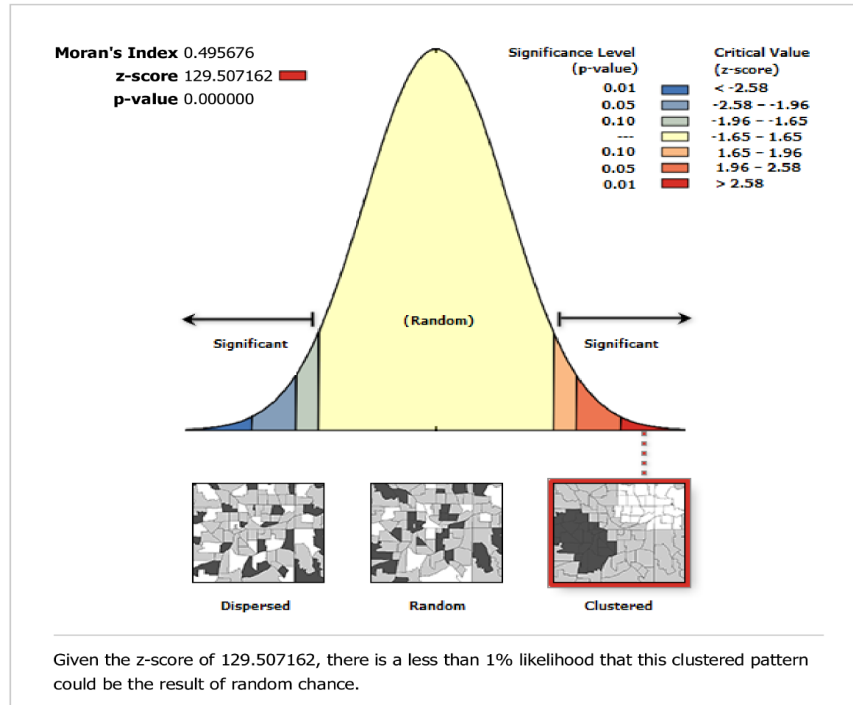 Moran's Index 0.495676
z-score 129.507162
p-value 0.000000
Significance Level
(p-value)
Critical Value
(z-score)
0.01 < -2.58
0.05 -2.58 – -1.96
0.10 -1.96 – -1.65
--- -1.65 – 1.65
0.10 1.65 – 1.96
0.05 1.96 – 2.58
0.01 > 2.58
(Random)
Significant
Significant
Dispersed
Random
Clustered
Given the z-score of 129.507162, there is a less than 1% likelihood that this clustered pattern
could be the result of random chance.